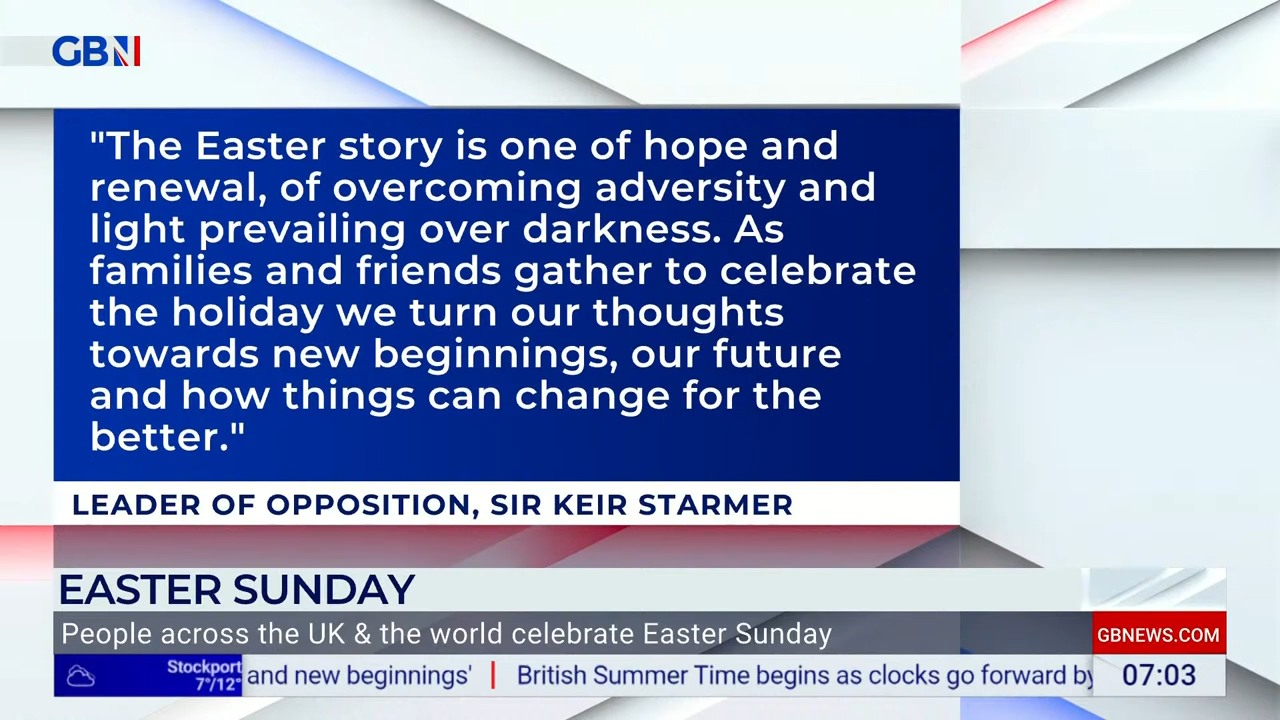 GBN
"The Easter story is one of hope and
renewal, of overcoming adversity and
light prevailing over darkness. As
families and friends gather to celebrate
the holiday we turn our thoughts
towards new beginnings, our future
and how things can change for the
better."
LEADER OF OPPOSITION, SIR KEIR STARMER
EASTER SUNDAY
People across the UK & the world celebrate Easter Sunday
GBNEWS.COM
Stockport
7°/12°
and new beginnings' | British Summer Time begins as clocks go forward by
07:03